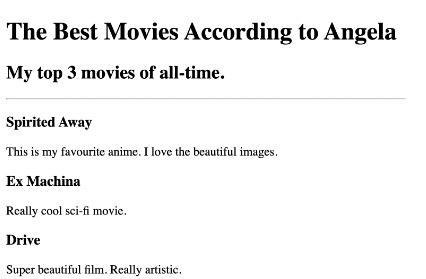 The Best Movies According to Angela
My top 3 movies of all-time.
Spirited Away
This is my favourite anime. I love the beautiful images.
Ex Machina
Really cool sci-fi movie.
Drive
Super beautiful film. Really artistic.